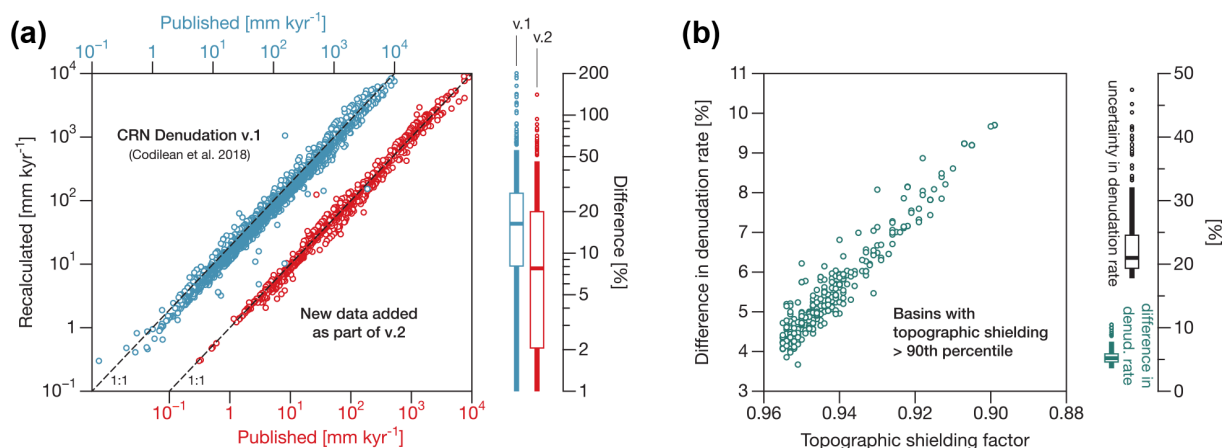 (a)
Published [mm kyr⁻¹]
10⁻¹ 1 10¹ 10² 10³ 10⁴
Recalculated [mm kyr⁻¹]
10⁴
10³
10²
10¹
1
10⁻¹
CRN Denudation v.1
(Codilean et al. 2018)
New data added
as part of v.2
1:1
1:1
10⁻¹ 1 10¹ 10² 10³ 10⁴
Published [mm kyr⁻¹]
v.1
v.2
200
100
50
20
10
5
2
1
Difference [%]
(b)
Difference in denudation rate [%]
11
10
9
8
7
6
5
4
3
Basins with
topographic shielding
> 90th percentile
0.96 0.94 0.92 0.90 0.88
Topographic shielding factor
uncertainty in denudation rate
difference in
denud. rate
50
40
30
20
10
0
[%]